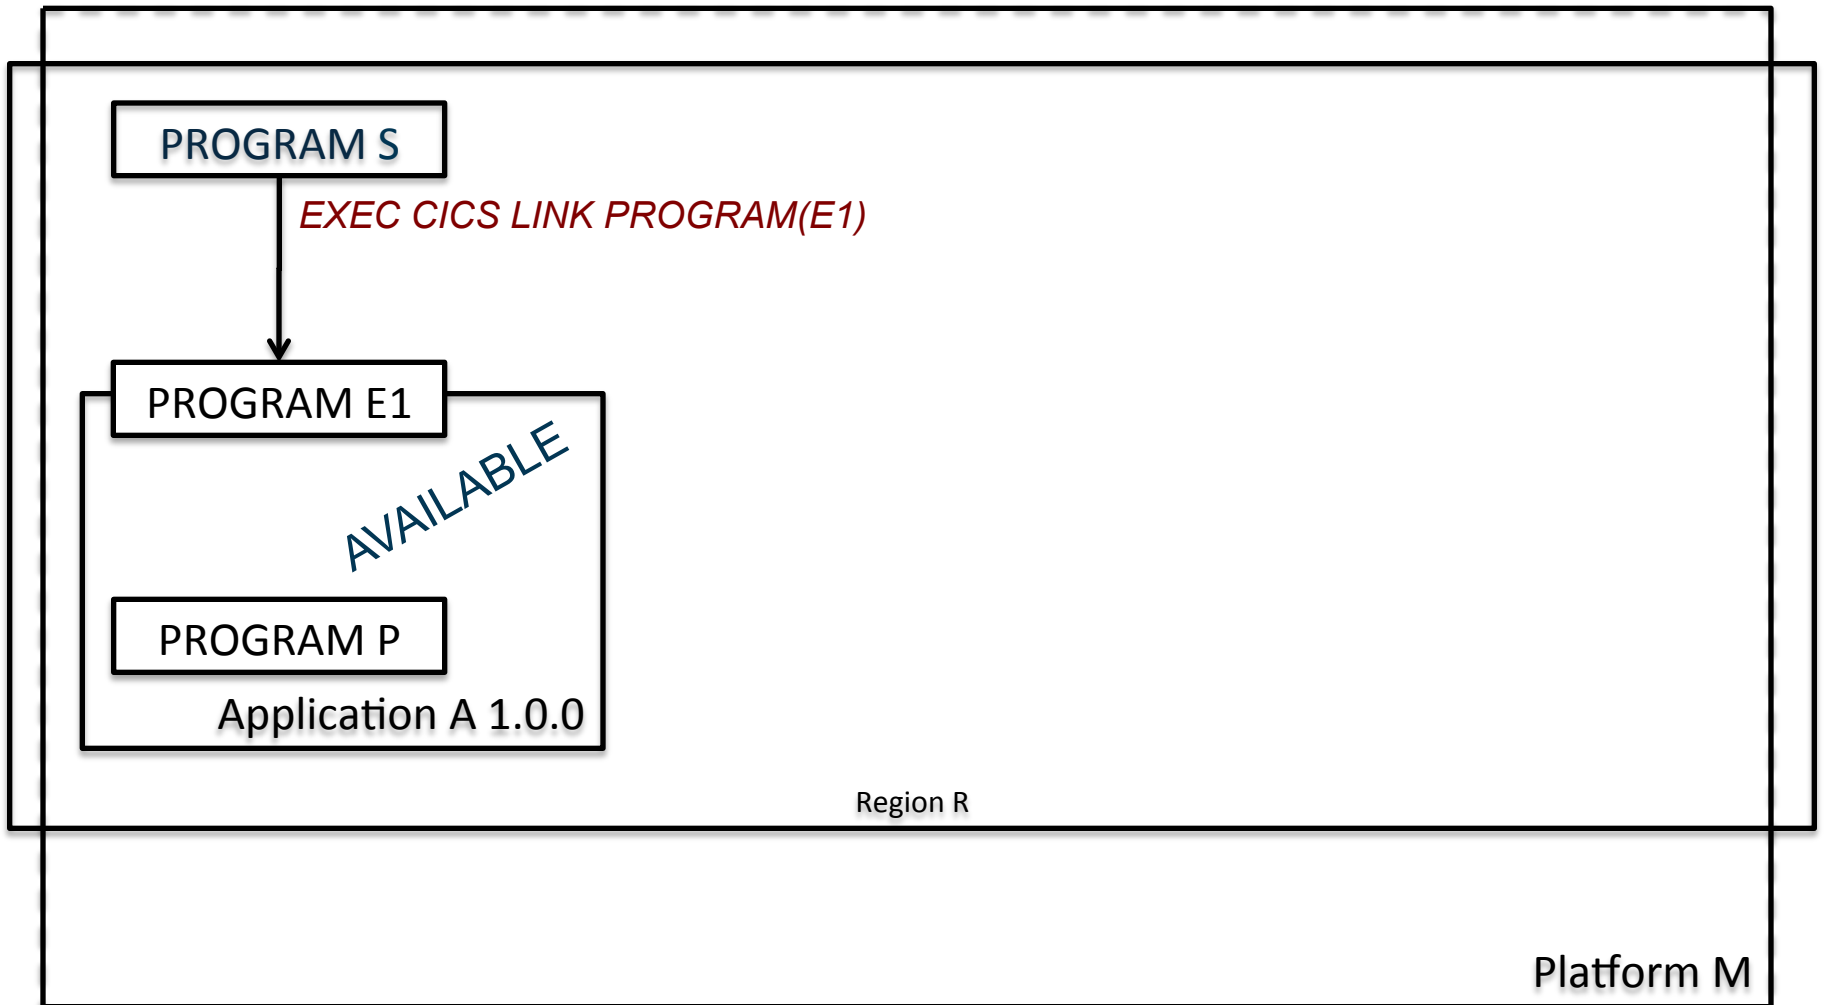 PROGRAM S
EXEC CICS LINK PROGRAM(E1)
PROGRAM E1
AVAILABLE
PROGRAM P
Application A 1.0.0
Region R
Platform M